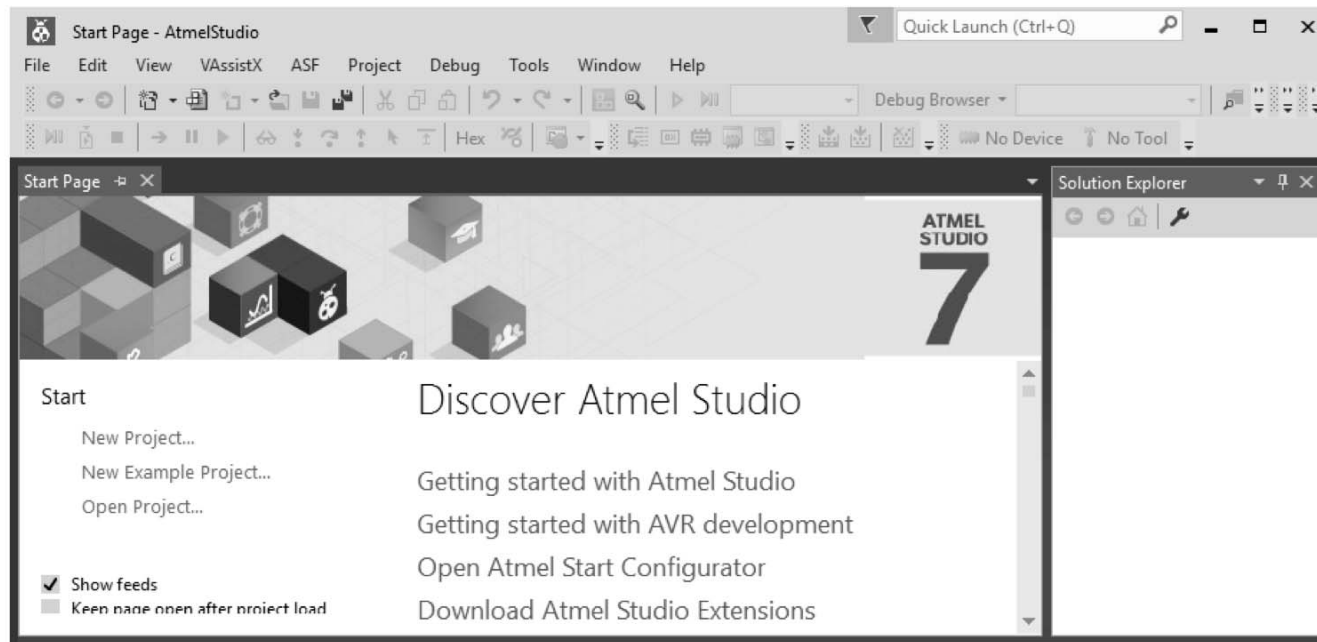 Start Page - AtmelStudio
Quick Launch (Ctrl+Q)
File Edit View VAssistX ASF Project Debug Tools Window Help
Debug Browser
Hex
No Device No Tool
Start Page
Solution Explorer
ATMEL
STUDIO
7
Start
New Project...
New Example Project...
Open Project...
Show feeds
Keep page open after project load
Discover Atmel Studio
Getting started with Atmel Studio
Getting started with AVR development
Open Atmel Start Configurator
Download Atmel Studio Extensions